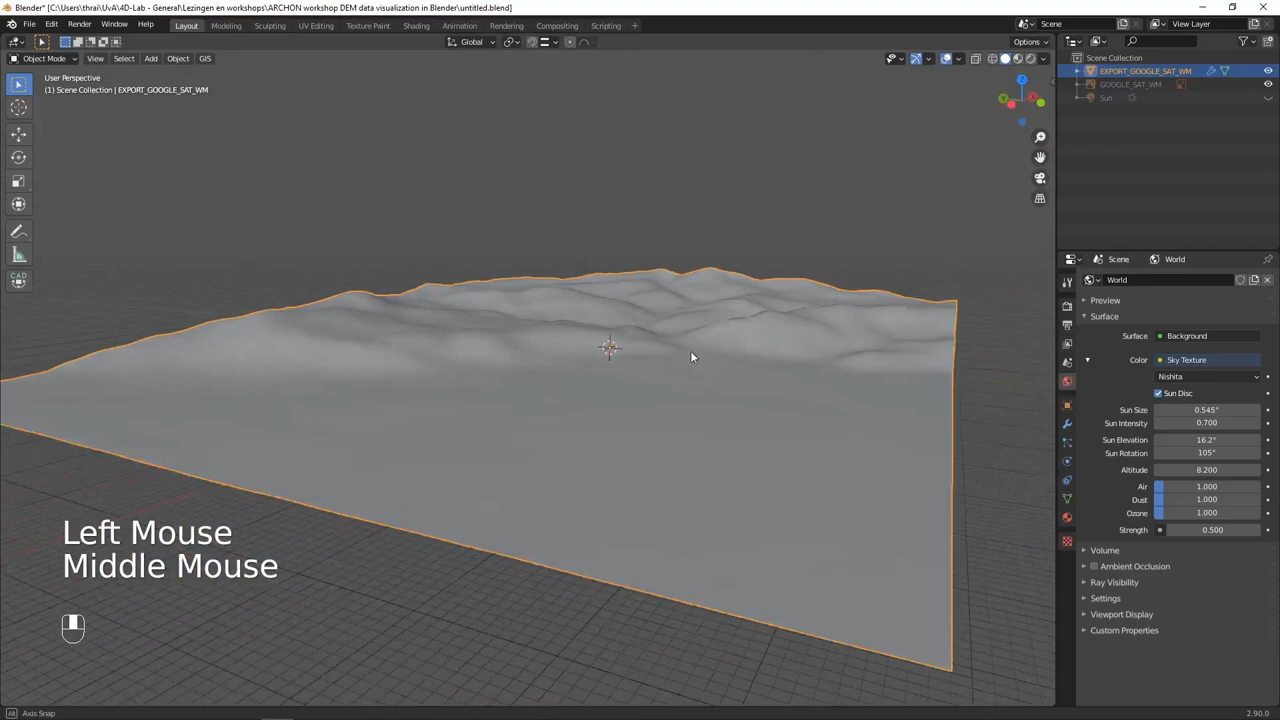 Blender* [C:\Users\thrai\UvA\4D-Lab - General\Lezingen en workshops\ARCHON workshop DEM data visualization in Blender\untitled.blend]
File Edit Render Window Help Layout Modeling Sculpting UV Editing Texture Paint Shading Animation Rendering Compositing Scripting + Scene View Layer
Global Options
Object Mode View Select Add Object GIS
User Perspective
(1) Scene Collection | EXPORT_GOOGLE_SAT_WM
Scene Collection
EXPORT_GOOGLE_SAT_WM
GOOGLE_SAT_WM
Sun
Z
Y
X
CAD
Scene World
World
Preview
Surface
Surface Background
Color Sky Texture
Nishita
Sun Disc
Sun Size 0.545°
Sun Intensity 0.700
Sun Elevation 16.2°
Sun Rotation 105°
Altitude 8.200
Air 1.000
Dust 1.000
Ozone 1.000
Strength 0.500
Volume
Ambient Occlusion
Ray Visibility
Settings
Viewport Display
Custom Properties
Left Mouse
Middle Mouse
Alt Axis Snap
2.90.0